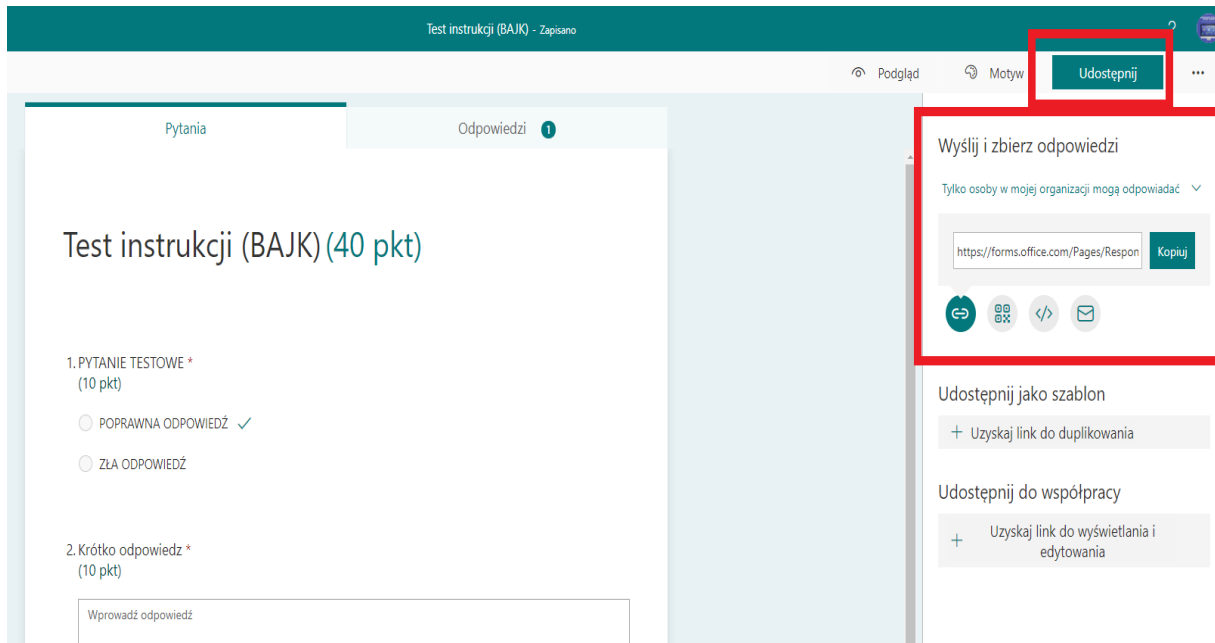 Test instrukcji (BAJK) - Zapisano
?
Podgląd
Motyw
Udostępnij
...
Pytania
Odpowiedzi 1
Test instrukcji (BAJK) (40 pkt)
1. PYTANIE TESTOWE *
(10 pkt)
POPRAWNA ODPOWIEDŹ
ZŁA ODPOWIEDŹ
2. Krótko odpowiedz *
(10 pkt)
Wprowadź odpowiedź
Wyślij i zbierz odpowiedzi
Tylko osoby w mojej organizacji mogą odpowiadać
https://forms.office.com/Pages/Respon
Kopiuj
</>
Udostępnij jako szablon
+ Uzyskaj link do duplikowania
Udostępnij do współpracy
+ Uzyskaj link do wyświetlania i
edytowania